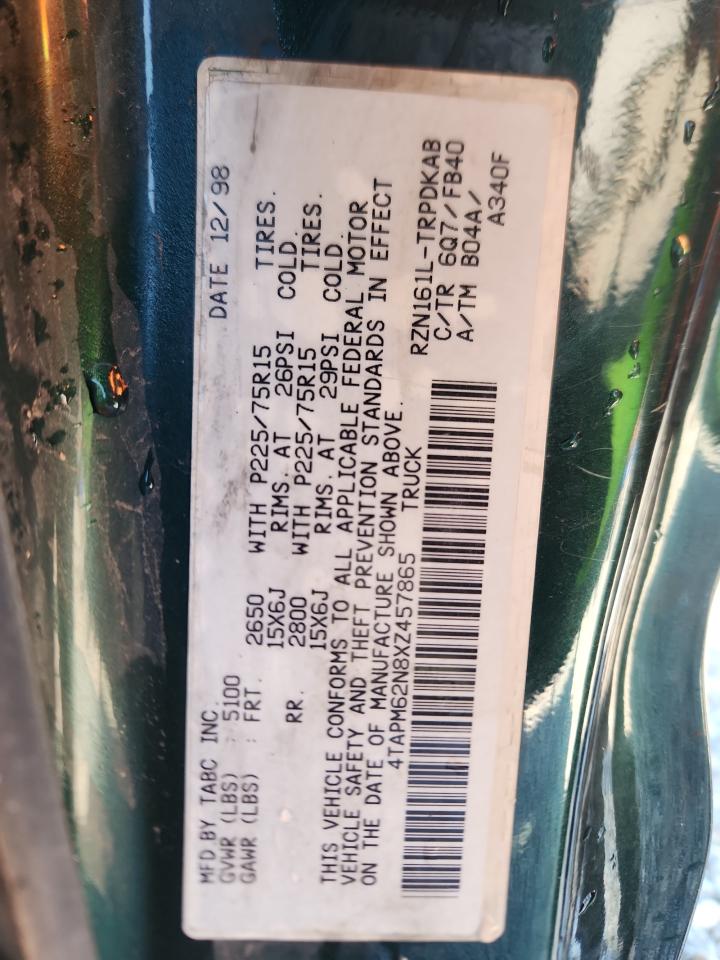 MFD BY TABC INC. DATE 12/98
GVWR (LBS) : 5100
GAWR (LBS) : FRT. 2650 WITH P225/75R15 TIRES.
15X6J RIMS. AT 26PSI COLD.
RR. 2800 WITH P225/75R15 TIRES.
15X6J RIMS. AT 29PSI COLD.
THIS VEHICLE CONFORMS TO ALL APPLICABLE FEDERAL MOTOR
VEHICLE SAFETY AND THEFT PREVENTION STANDARDS IN EFFECT
ON THE DATE OF MANUFACTURE SHOWN ABOVE.
4TAPM62N8XZ457865 TRUCK
RZN161L-TRPDKAB
C/TR 6Q7/FB40
A/TM B04A/
A340F